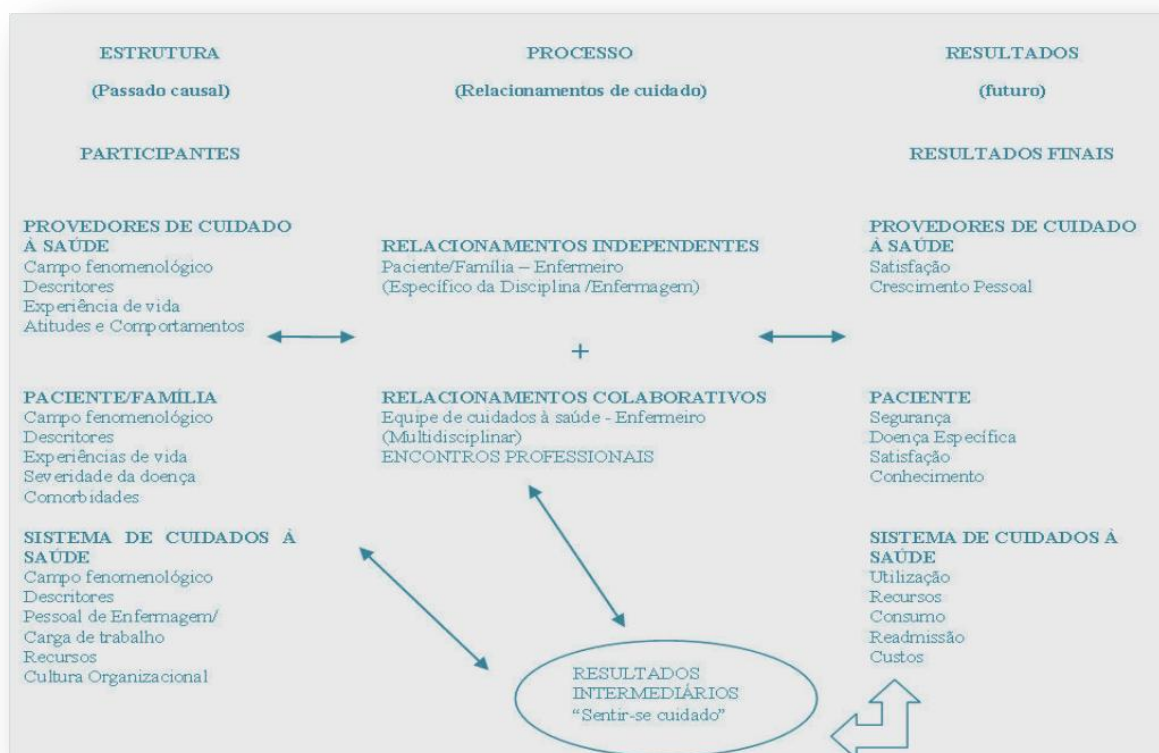 ESTRUTURA
(Passado causal)
PARTICIPANTES
PROVEDORES DE CUIDADO
À SAÚDE
Campo fenomenológico
Descritores
Experiência de vida
Atitudes e Comportamentos
PACIENTE/FAMÍLIA
Campo fenomenológico
Descritores
Experiências de vida
Severidade da doença
Comorbidades
SISTEMA DE CUIDADOS À
SAÚDE
Campo fenomenológico
Descritores
Pessoal de Enfermagem/
Carga de trabalho
Recursos
Cultura Organizacional
PROCESSO
(Relacionamentos de cuidado)
RELACIONAMENTOS INDEPENDENTES
Paciente/Família – Enfermeiro
(Específico da Disciplina /Enfermagem)
+
RELACIONAMENTOS COLABORATIVOS
Equipe de cuidados à saúde - Enfermeiro
(Multidisciplinar)
ENCONTROS PROFESSIONAIS
RESULTADOS
INTERMEDIÁRIOS
“Sentir-se cuidado”
RESULTADOS
(futuro)
RESULTADOS FINAIS
PROVEDORES DE CUIDADO
À SAÚDE
Satisfação
Crescimento Pessoal
PACIENTE
Segurança
Doença Específica
Satisfação
Conhecimento
SISTEMA DE CUIDADOS À
SAÚDE
Utilização
Recursos
Consumo
Readmissão
Custos